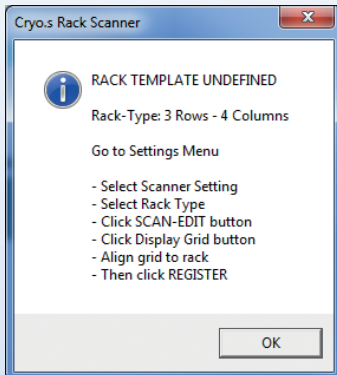 Cryo.s Rack Scanner
RACK TEMPLATE UNDEFINED
Rack-Type: 3 Rows - 4 Columns
Go to Settings Menu
- Select Scanner Setting
- Select Rack Type
- Click SCAN-EDIT button
- Click Display Grid button
- Align grid to rack
- Then click REGISTER
OK